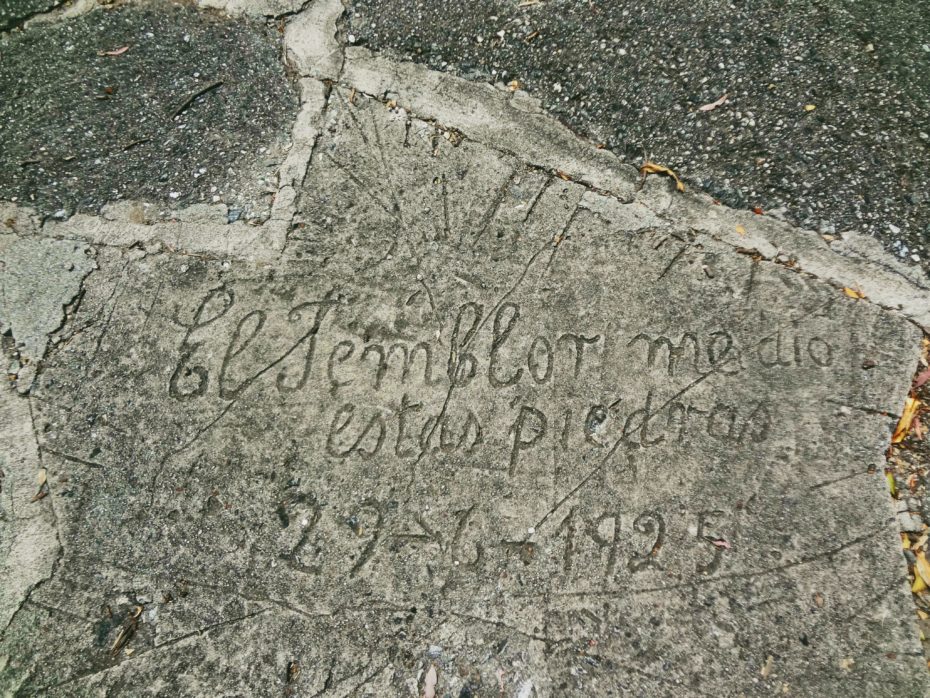 El Temblor me dio
estas piedras
29-6-1925